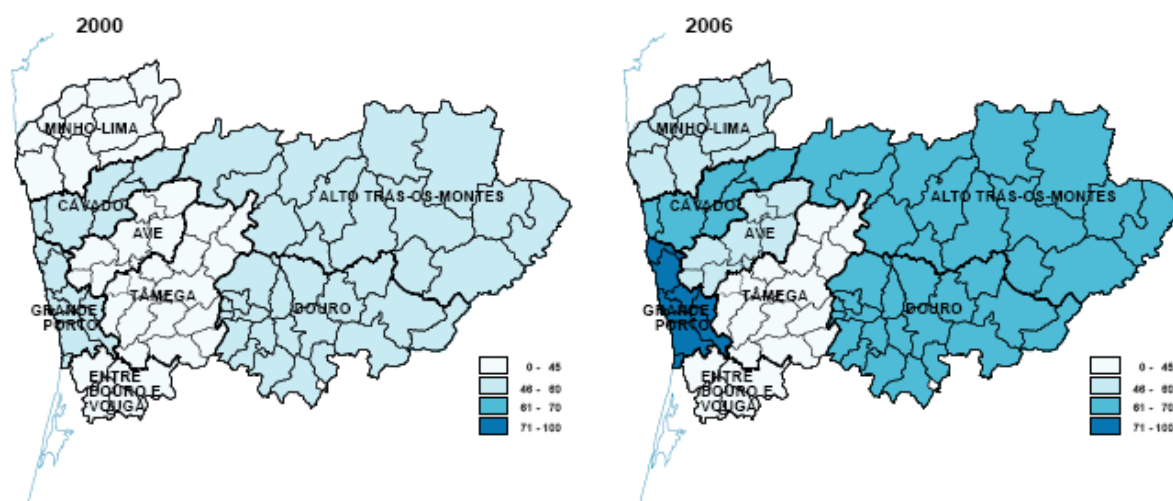 2000
MINHO-LIMA
CAVADO
ALTO TRÁS-OS-MONTES
AVE
TÂMEGA
DOURO
GRANDE
PORTO
ENTRE
DOURO E
VOUGA
0 - 45
46 - 60
61 - 70
71 - 100
2006
MINHO-LIMA
CAVADO
ALTO TRÁS-OS-MONTES
AVE
TÂMEGA
DOURO
GRANDE
PORTO
ENTRE
DOURO E
VOUGA
0 - 45
46 - 60
61 - 70
71 - 100